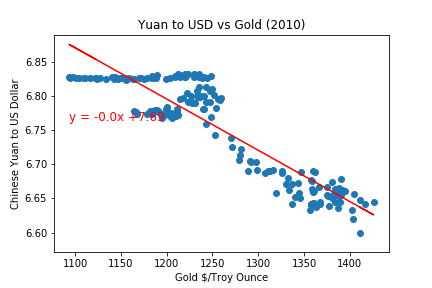 Yuan to USD vs Gold (2010)
Chinese Yuan to US Dollar
6.85
6.80
6.75
6.70
6.65
6.60
y = -0.0x +7.69
1100 1150 1200 1250 1300 1350 1400
Gold $/Troy Ounce